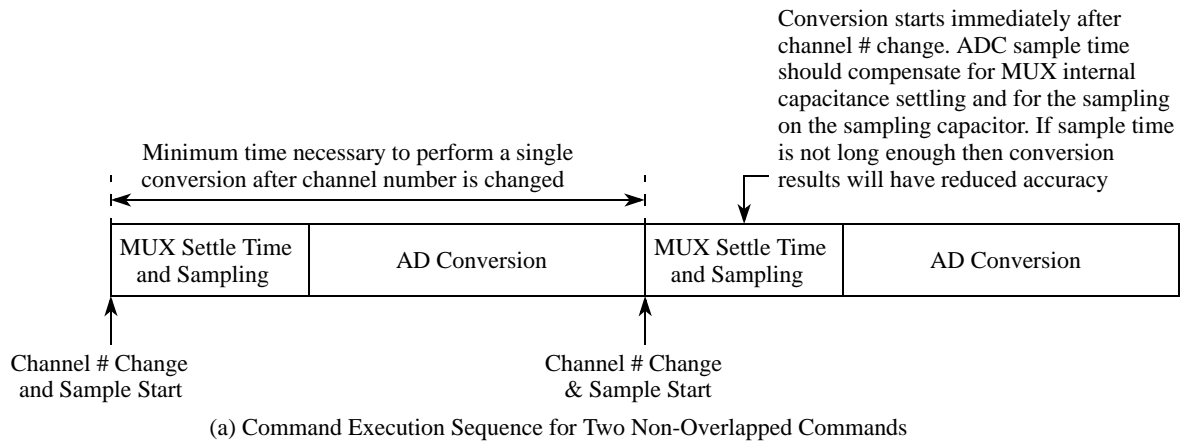 Conversion starts immediately after
channel # change. ADC sample time
should compensate for MUX internal
capacitance settling and for the sampling
on the sampling capacitor. If sample time
is not long enough then conversion
results will have reduced accuracy
Minimum time necessary to perform a single
conversion after channel number is changed
MUX Settle Time
and Sampling
AD Conversion
MUX Settle Time
and Sampling
AD Conversion
Channel # Change
and Sample Start
Channel # Change
& Sample Start
(a) Command Execution Sequence for Two Non-Overlapped Commands